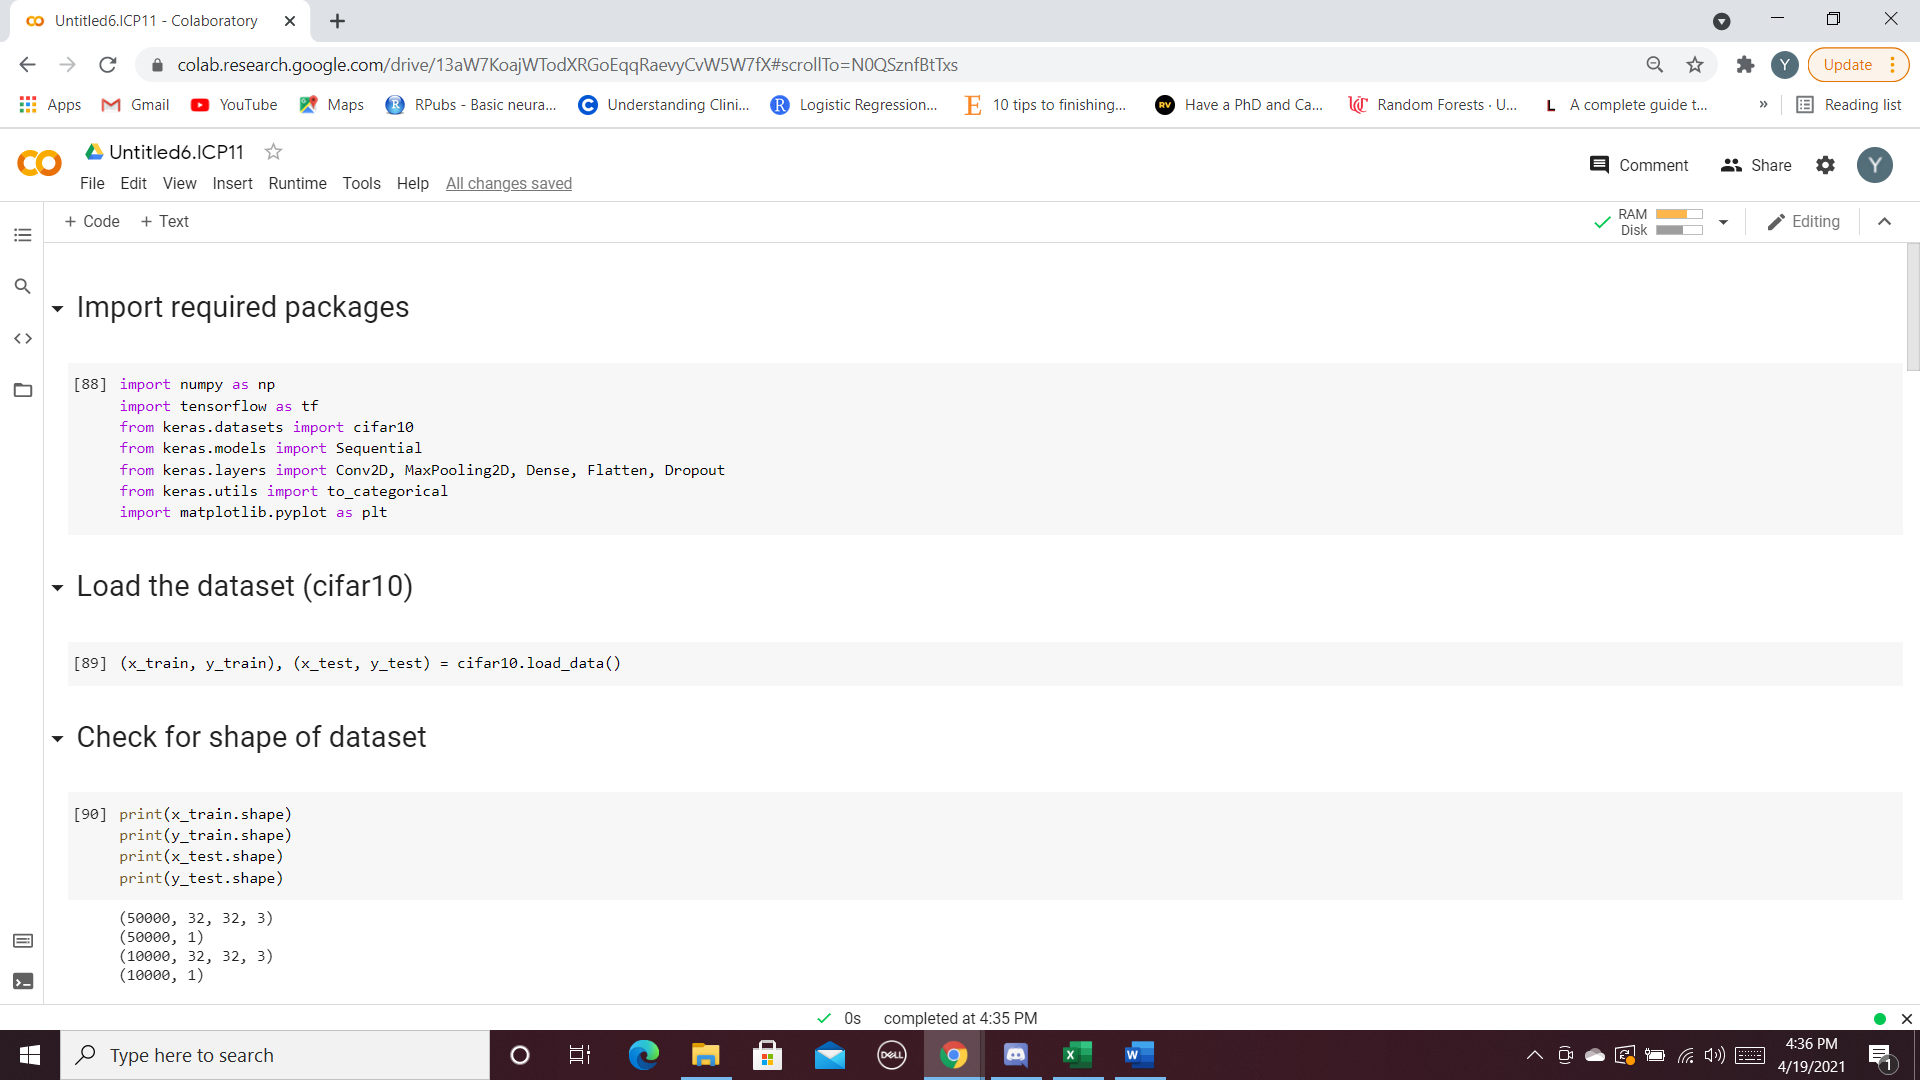 Untitled6.ICP11 - Colaboratory
colab.research.google.com/drive/13aW7KoajWTodXRGoEqqRaevyCvW5W7fX#scrollTo=N0QSznfBtTxs
Y
Update
Apps
Gmail
YouTube
Maps
RPubs - Basic neura...
Understanding Clini...
Logistic Regression...
10 tips to finishing...
Have a PhD and Ca...
Random Forests · U...
A complete guide t...
»
Reading list
Untitled6.ICP11
Comment
Share
Y
File Edit View Insert Runtime Tools Help All changes saved
+ Code + Text
RAM
Disk
Editing
Import required packages
[88] import numpy as np
import tensorflow as tf
from keras.datasets import cifar10
from keras.models import Sequential
from keras.layers import Conv2D, MaxPooling2D, Dense, Flatten, Dropout
from keras.utils import to_categorical
import matplotlib.pyplot as plt
Load the dataset (cifar10)
[89] (x_train, y_train), (x_test, y_test) = cifar10.load_data()
Check for shape of dataset
[90] print(x_train.shape)
print(y_train.shape)
print(x_test.shape)
print(y_test.shape)
(50000, 32, 32, 3)
(50000, 1)
(10000, 32, 32, 3)
(10000, 1)
0s completed at 4:35 PM
Type here to search
DELL
4:36 PM
4/19/2021
1